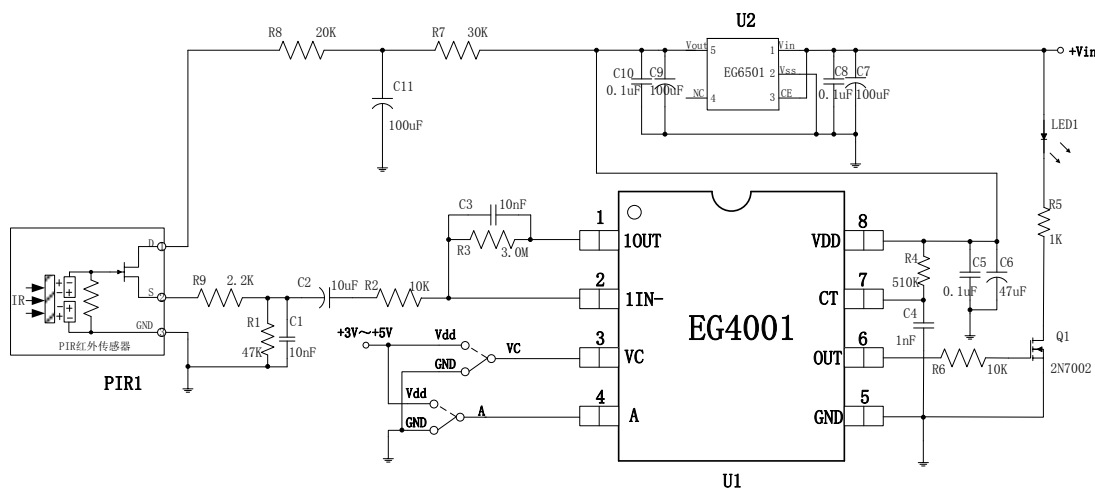 U2
R8 20K
R7 30K
Vout 5
1 Vin
+Vin
EG6501
2 Vss
NC 4
3 CE
C10 0.1uF
C9 100uF
C8 0.1uF
C7 100uF
C11
100uF
LED1
R5
1K
C3 10nF
R3 3.0M
1 1OUT
2 1IN-
3 VC
4 A
8 VDD
7 CT
6 OUT
5 GND
EG4001
U1
D
S
GND
IR
PIR红外传感器
PIR1
R9 2.2K
R1
47K
C1
10nF
C2 10uF
R2 10K
+3V～+5V
Vdd
GND
VC
Vdd
GND
A
R4
510K
C5
0.1uF
C6
47uF
C4
1nF
R6 10K
Q1
2N7002